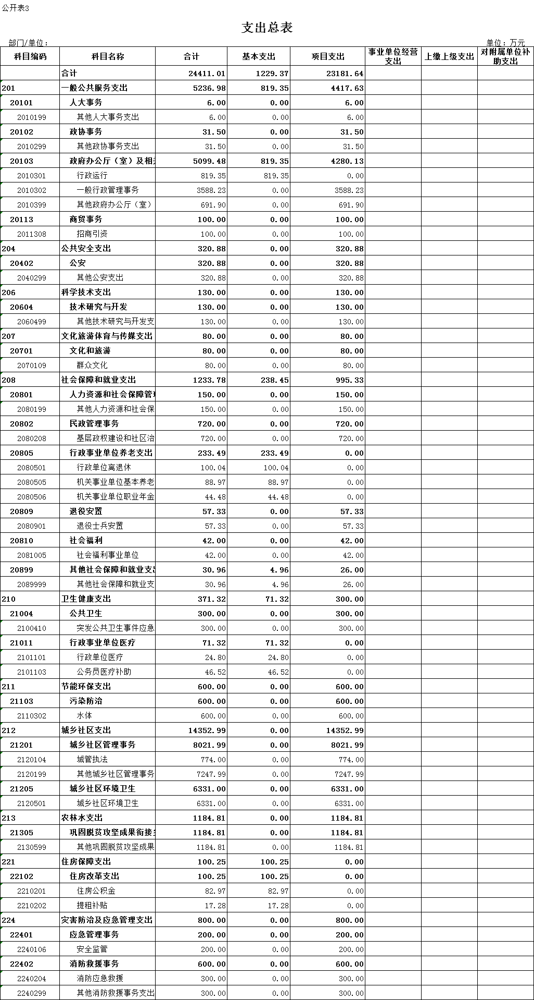 公开表3
支出总表
部门/单位： 单位：万元
科目编码 科目名称 合计 基本支出 项目支出 事业单位经营支出 上缴上级支出 对附属单位补助支出
合计 24411.01 1229.37 23181.64
201 一般公共服务支出 5236.98 819.35 4417.63
20101 人大事务 6.00 0.00 6.00
2010199 其他人大事务支出 6.00 0.00 6.00
20102 政协事务 31.50 0.00 31.50
2010299 其他政协事务支出 31.50 0.00 31.50
20103 政府办公厅（室）及相关 5099.48 819.35 4280.13
2010301 行政运行 819.35 819.35 0.00
2010302 一般行政管理事务 3588.23 0.00 3588.23
2010399 其他政府办公厅（室） 691.90 0.00 691.90
20113 商贸事务 100.00 0.00 100.00
2011308 招商引资 100.00 0.00 100.00
204 公共安全支出 320.88 0.00 320.88
20402 公安 320.88 0.00 320.88
2040299 其他公安支出 320.88 0.00 320.88
206 科学技术支出 130.00 0.00 130.00
20604 技术研究与开发 130.00 0.00 130.00
2060499 其他技术研究与开发支 130.00 0.00 130.00
207 文化旅游体育与传媒支出 80.00 0.00 80.00
20701 文化和旅游 80.00 0.00 80.00
2070109 群众文化 80.00 0.00 80.00
208 社会保障和就业支出 1233.78 238.45 995.33
20801 人力资源和社会保障管理 150.00 0.00 150.00
2080199 其他人力资源和社会保 150.00 0.00 150.00
20802 民政管理事务 720.00 0.00 720.00
2080208 基层政权建设和社区治 720.00 0.00 720.00
20805 行政事业单位养老支出 233.49 233.49 0.00
2080501 行政单位离退休 100.04 100.04 0.00
2080505 机关事业单位基本养老 88.97 88.97 0.00
2080506 机关事业单位职业年金 44.48 44.48 0.00
20809 退役安置 57.33 0.00 57.33
2080901 退役士兵安置 57.33 0.00 57.33
20810 社会福利 42.00 0.00 42.00
2081005 社会福利事业单位 42.00 0.00 42.00
20899 其他社会保障和就业支出 30.96 4.96 26.00
2089999 其他社会保障和就业支 30.96 4.96 26.00
210 卫生健康支出 371.32 71.32 300.00
21004 公共卫生 300.00 0.00 300.00
2100410 突发公共卫生事件应急 300.00 0.00 300.00
21011 行政事业单位医疗 71.32 71.32 0.00
2101101 行政单位医疗 24.80 24.80 0.00
2101103 公务员医疗补助 46.52 46.52 0.00
211 节能环保支出 600.00 0.00 600.00
21103 污染防治 600.00 0.00 600.00
2110302 水体 600.00 0.00 600.00
212 城乡社区支出 14352.99 0.00 14352.99
21201 城乡社区管理事务 8021.99 0.00 8021.99
2120104 城管执法 774.00 0.00 774.00
2120199 其他城乡社区管理事务 7247.99 0.00 7247.99
21205 城乡社区环境卫生 6331.00 0.00 6331.00
2120501 城乡社区环境卫生 6331.00 0.00 6331.00
213 农林水支出 1184.81 0.00 1184.81
21305 巩固脱贫攻坚成果衔接 1184.81 0.00 1184.81
2130599 其他巩固脱贫攻坚成果 1184.81 0.00 1184.81
221 住房保障支出 100.25 100.25 0.00
22102 住房改革支出 100.25 100.25 0.00
2210201 住房公积金 82.97 82.97 0.00
2210202 提租补贴 17.28 17.28 0.00
224 灾害防治及应急管理支出 800.00 0.00 800.00
22401 应急管理事务 200.00 0.00 200.00
2240106 安全监管 200.00 0.00 200.00
22402 消防救援事务 600.00 0.00 600.00
2240204 消防应急救援 300.00 0.00 300.00
2240299 其他消防救援事务支出 300.00 0.00 300.00